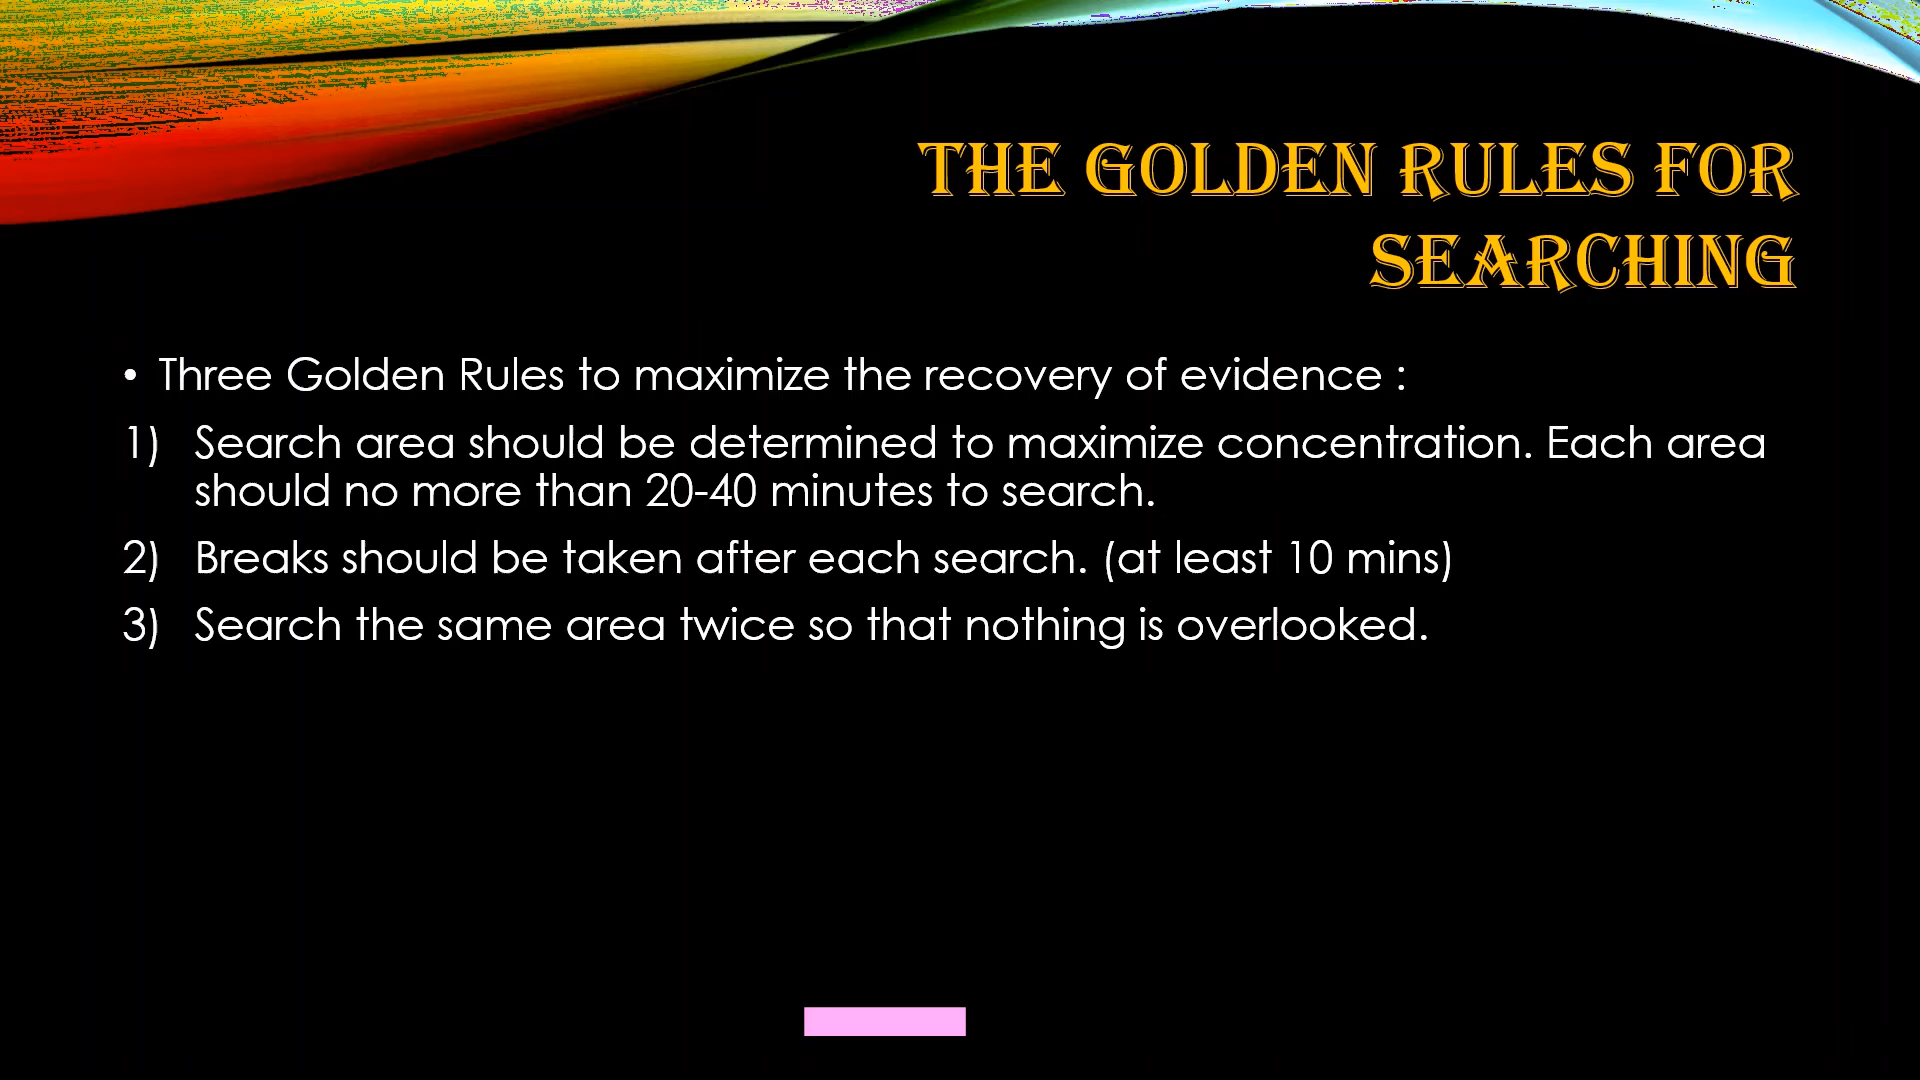 THE GOLDEN RULES FOR
SEARCHING
• Three Golden Rules to maximize the recovery of evidence :
1) Search area should be determined to maximize concentration. Each area
should no more than 20-40 minutes to search.
2) Breaks should be taken after each search. (at least 10 mins)
3) Search the same area twice so that nothing is overlooked.